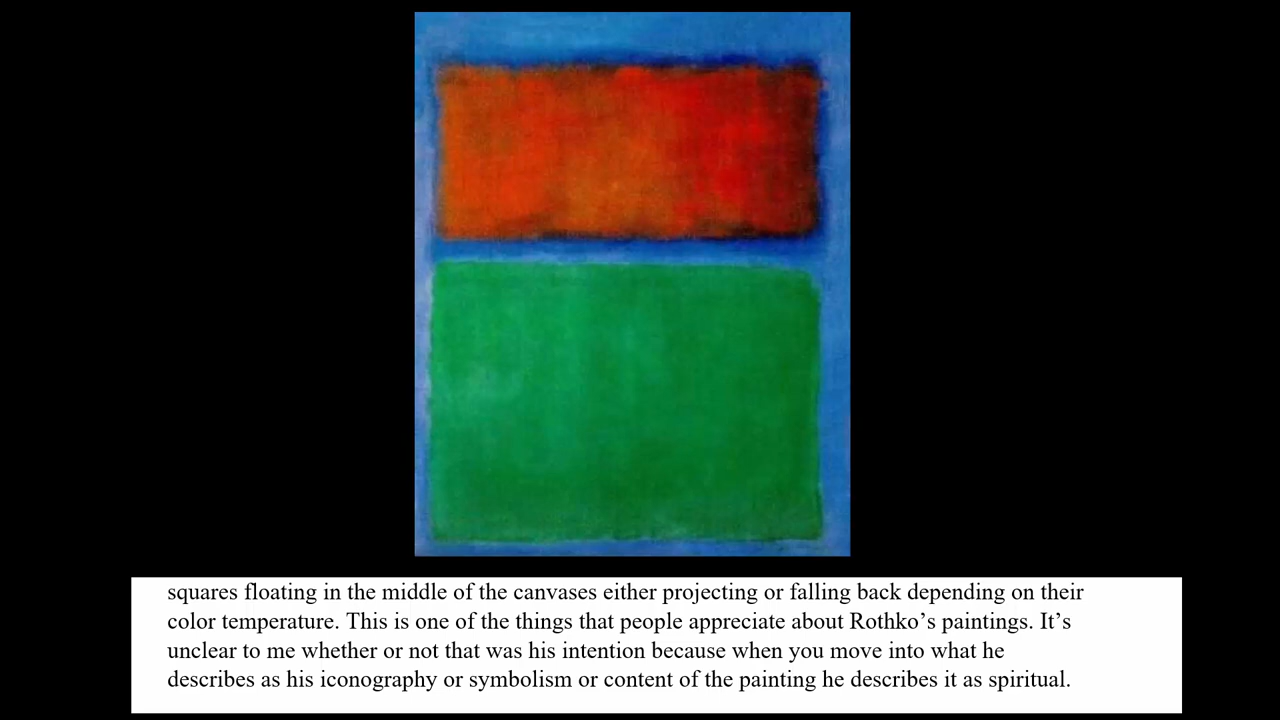 squares floating in the middle of the canvases either projecting or falling back depending on their
color temperature. This is one of the things that people appreciate about Rothko’s paintings. It’s
unclear to me whether or not that was his intention because when you move into what he
describes as his iconography or symbolism or content of the painting he describes it as spiritual.